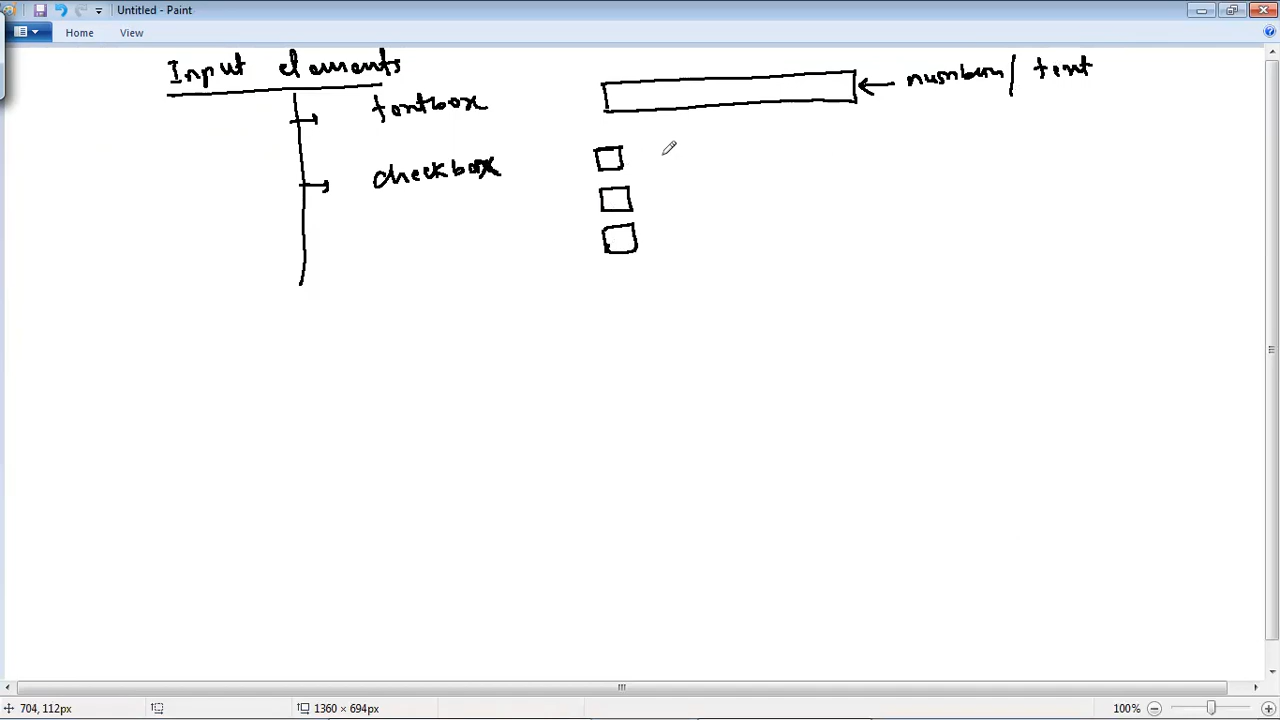 Untitled - Paint
Home View
Input elements
textbox
number/ text
checkbox
704, 112px
1360 × 694px
100%